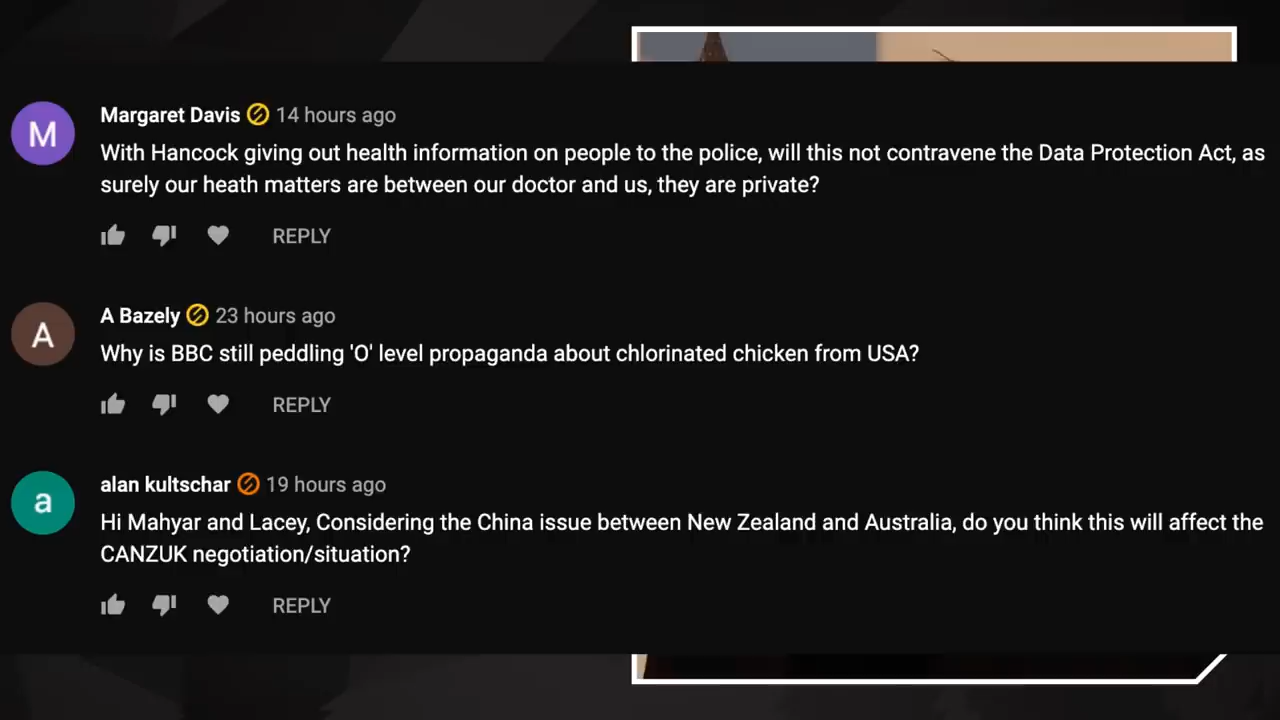 M
Margaret Davis 14 hours ago
With Hancock giving out health information on people to the police, will this not contravene the Data Protection Act, as
surely our heath matters are between our doctor and us, they are private?
REPLY
A
A Bazely 23 hours ago
Why is BBC still peddling 'O' level propaganda about chlorinated chicken from USA?
REPLY
a
alan kultschar 19 hours ago
Hi Mahyar and Lacey, Considering the China issue between New Zealand and Australia, do you think this will affect the
CANZUK negotiation/situation?
REPLY